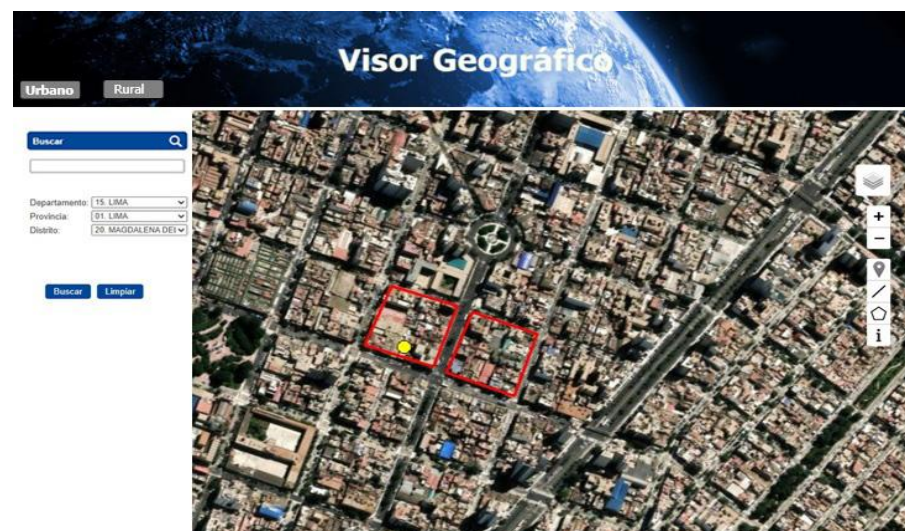 Visor Geográfico
Urbano Rural
Buscar
Departamento: 15. LIMA
Provincia: 01. LIMA
Distrito: 20. MAGDALENA DEL
Buscar Limpiar
+
−
i